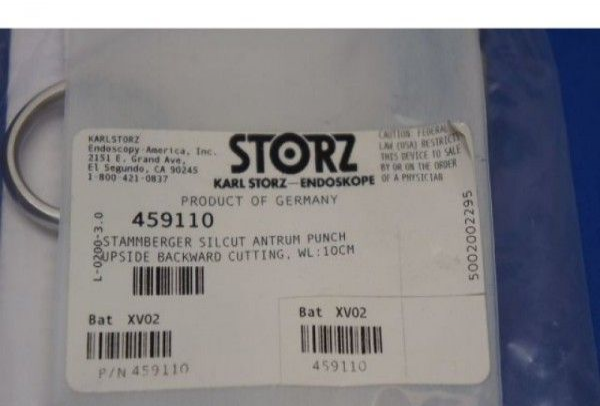 KARLSTORZ
Endoscopy-America, Inc.
2151 E. Grand Ave.
El Segundo, CA 90245
1-800-421-0837
STORZ
KARL STORZ—ENDOSKOPE
CAUTION: FEDERAL
LAW (USA) RESTRICTS
THIS DEVICE TO SALE
BY OR ON THE ORDER
OF A PHYSICIAN
PRODUCT OF GERMANY
459110
STAMMBERGER SILCUT ANTRUM PUNCH
UPSIDE BACKWARD CUTTING, WL:10CM
L-0200-3.0
5002002295
Bat XV02
P/N 459110
Bat XV02
459110